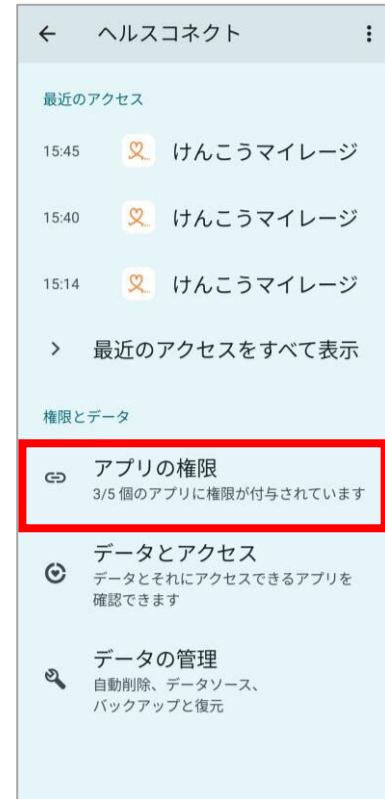 ヘルスコネクト
最近のアクセス
15:45 けんこうマイレージ
15:40 けんこうマイレージ
15:14 けんこうマイレージ
最近のアクセスをすべて表示
権限とデータ
アプリの権限
3/5 個のアプリに権限が付与されています
データとアクセス
データとそれにアクセスできるアプリを
確認できます
データの管理
自動削除、データソース、
バックアップと復元